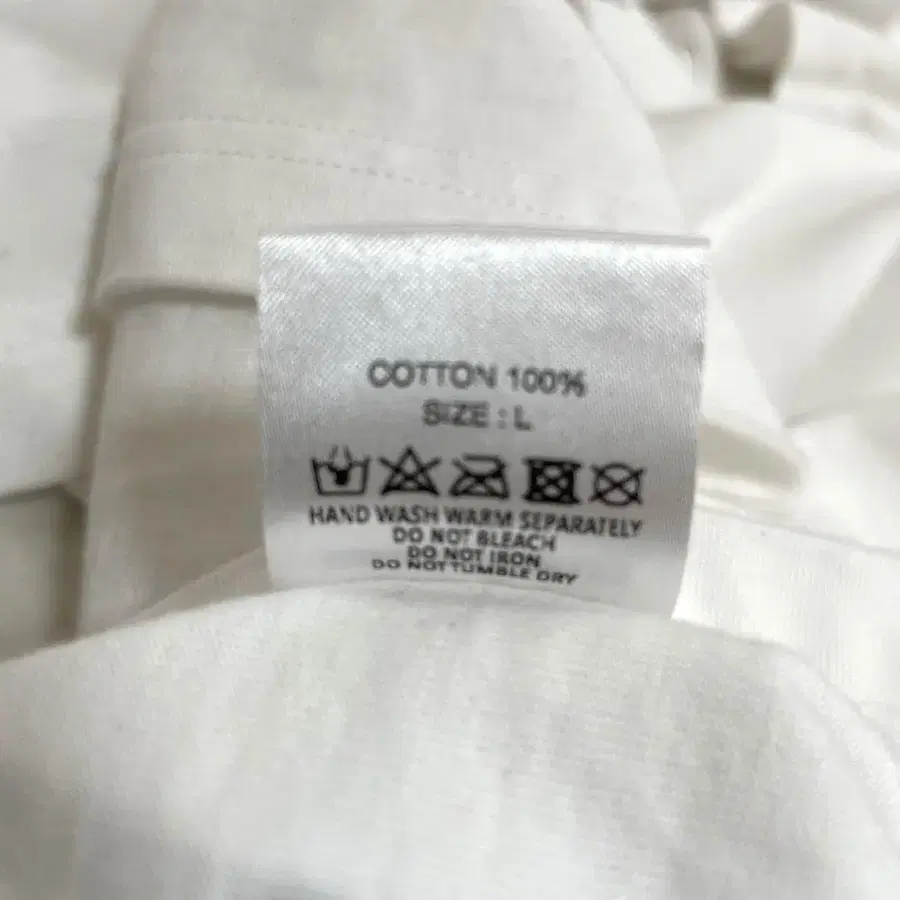 COTTON 100%
SIZE : L
HAND WASH WARM SEPARATELY
DO NOT BLEACH
DO NOT IRON
DO NOT TUMBLE DRY